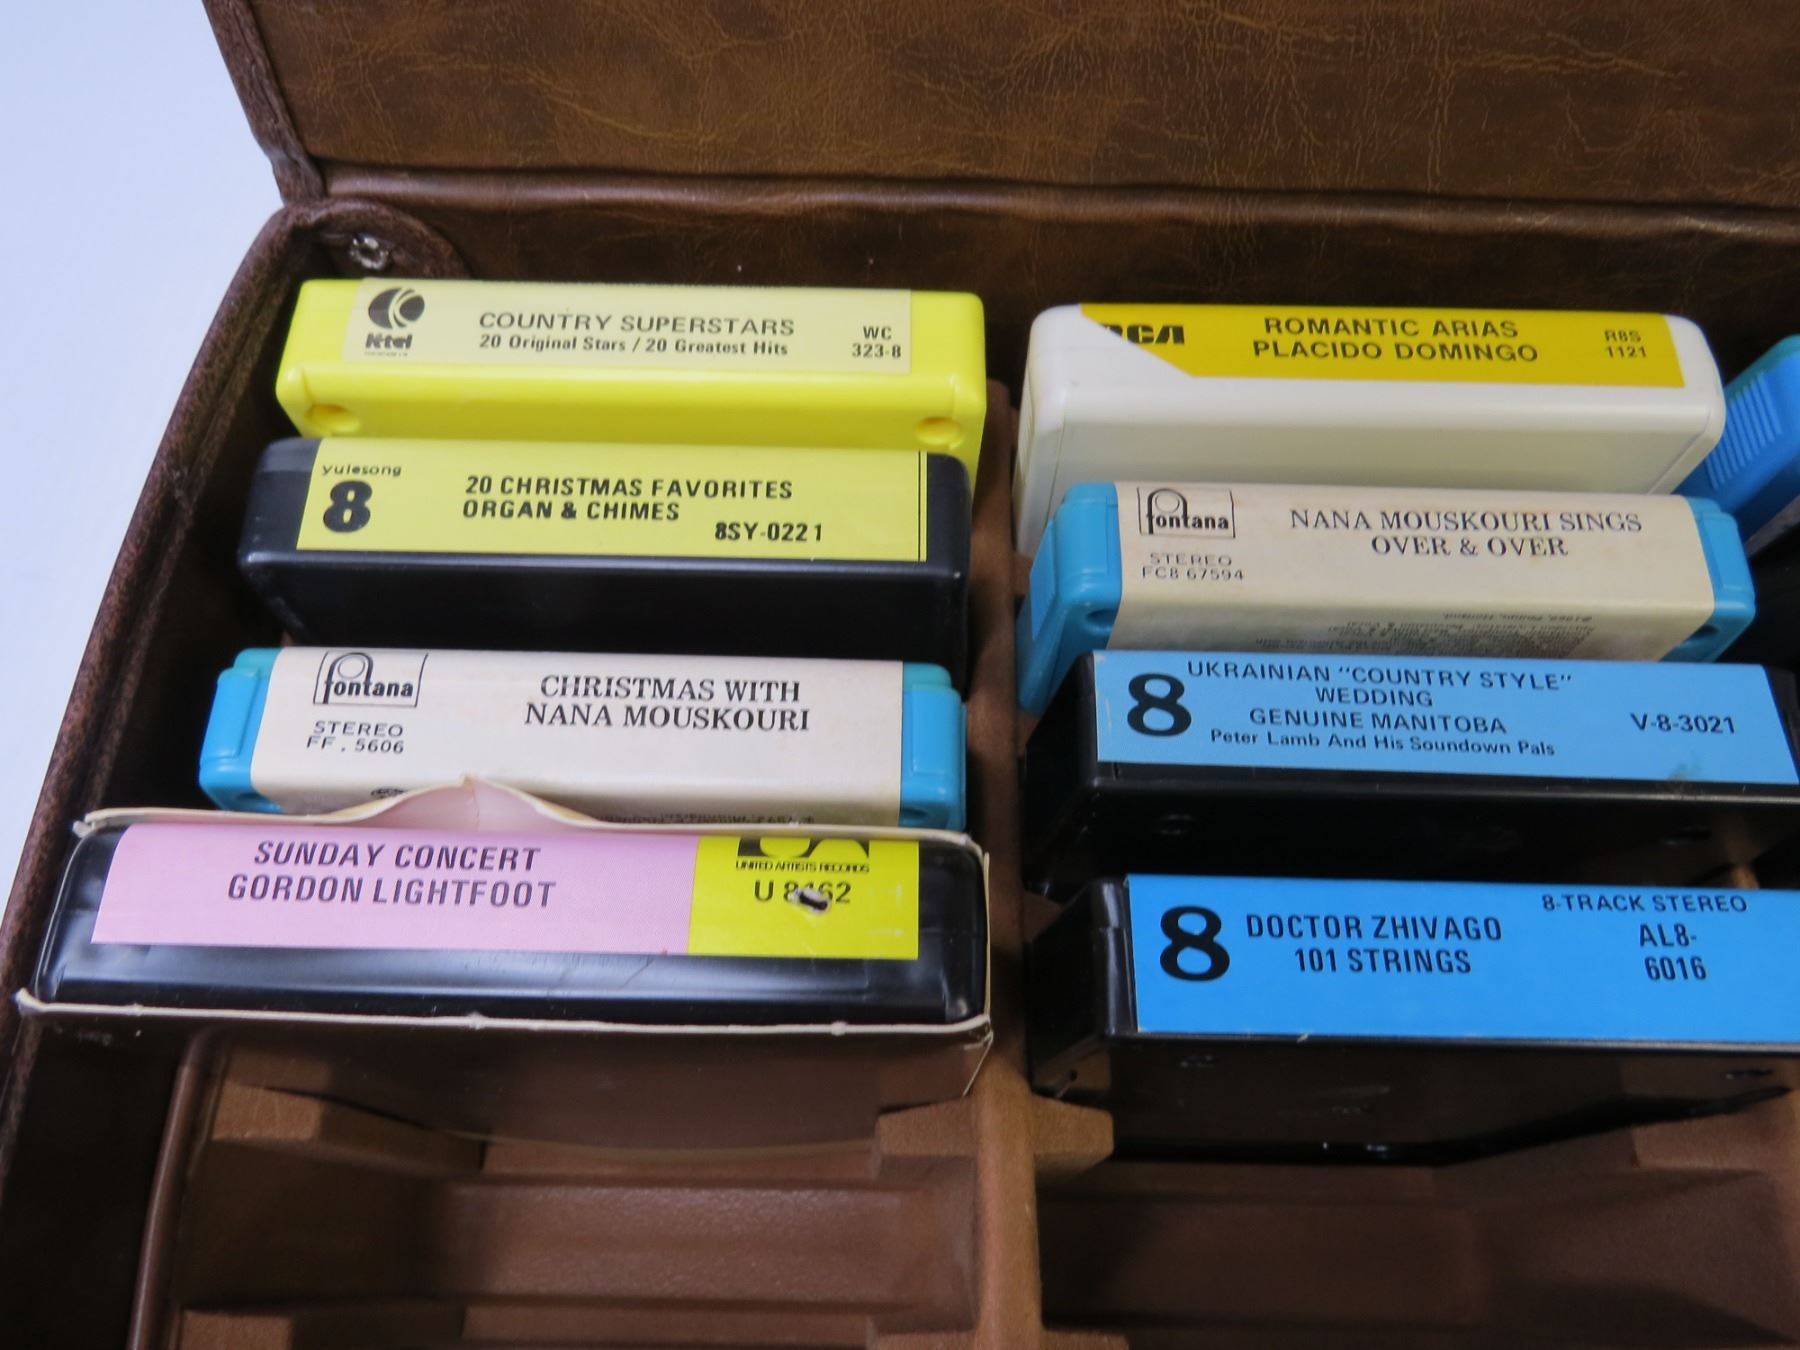 K-tel
COUNTRY SUPERSTARS
20 Original Stars / 20 Greatest Hits
WC
323-8
yulesong
8
20 CHRISTMAS FAVORITES
ORGAN & CHIMES
8SY-0221
fontana
STEREO
FF. 5606
CHRISTMAS WITH
NANA MOUSKOURI
SUNDAY CONCERT
GORDON LIGHTFOOT
UNITED ARTISTS RECORDS
U 8162
RCA
ROMANTIC ARIAS
PLACIDO DOMINGO
R8S
1121
fontana
STEREO
FC8 67594
NANA MOUSKOURI SINGS
OVER & OVER
8
UKRAINIAN "COUNTRY STYLE"
WEDDING
GENUINE MANITOBA
Peter Lamb And His Soundown Pals
V-8-3021
8
DOCTOR ZHIVAGO
101 STRINGS
8-TRACK STEREO
AL8-
6016